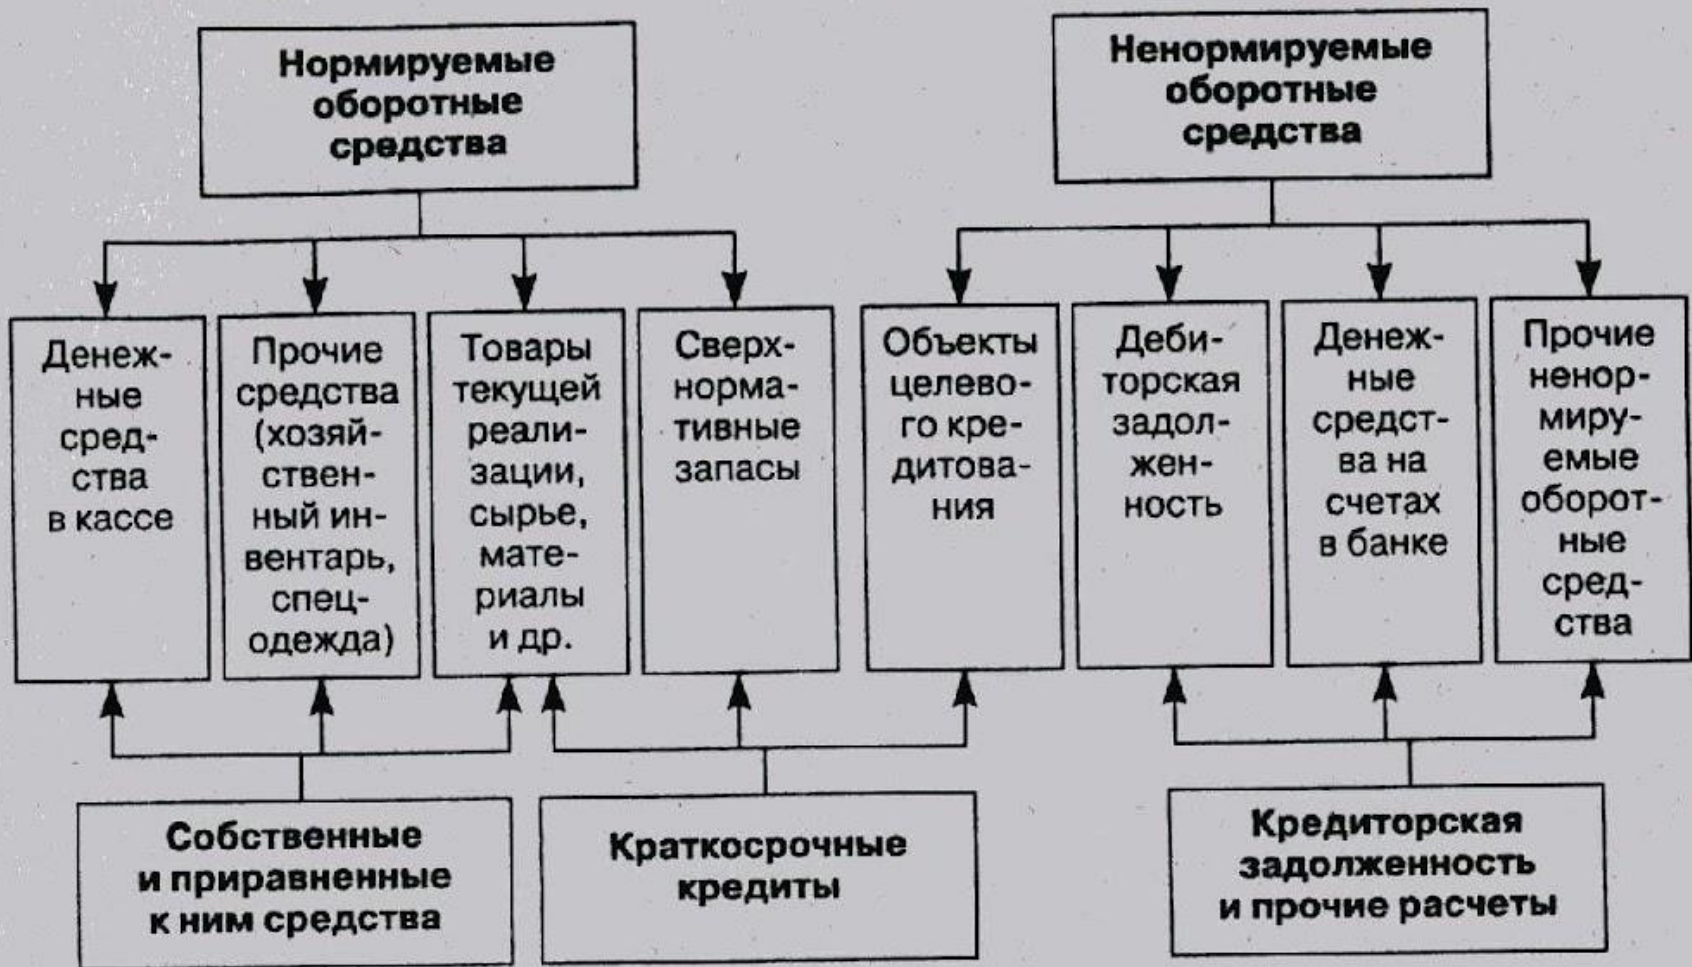 Нормируемые
оборотные
средства
Ненормируемые
оборотные
средства
Денеж-
ные
сред-
ства
в кассе
Прочие
средства
(хозяй-
ствен-
ный ин-
вентарь,
спец-
одежда)
Товары
текущей
реали-
зации,
сырье,
мате-
риалы
и др.
Сверх-
норма-
тивные
запасы
Объекты
целево-
го кре-
дитова-
ния
Деби-
торская
задол-
жен-
ность
Денеж-
ные
средст-
ва на
счетах
в банке
Прочие
ненор-
миру-
емые
оборот-
ные
сред-
ства
Собственные
и приравненные
к ним средства
Краткосрочные
кредиты
Кредиторская
задолженность
и прочие расчеты